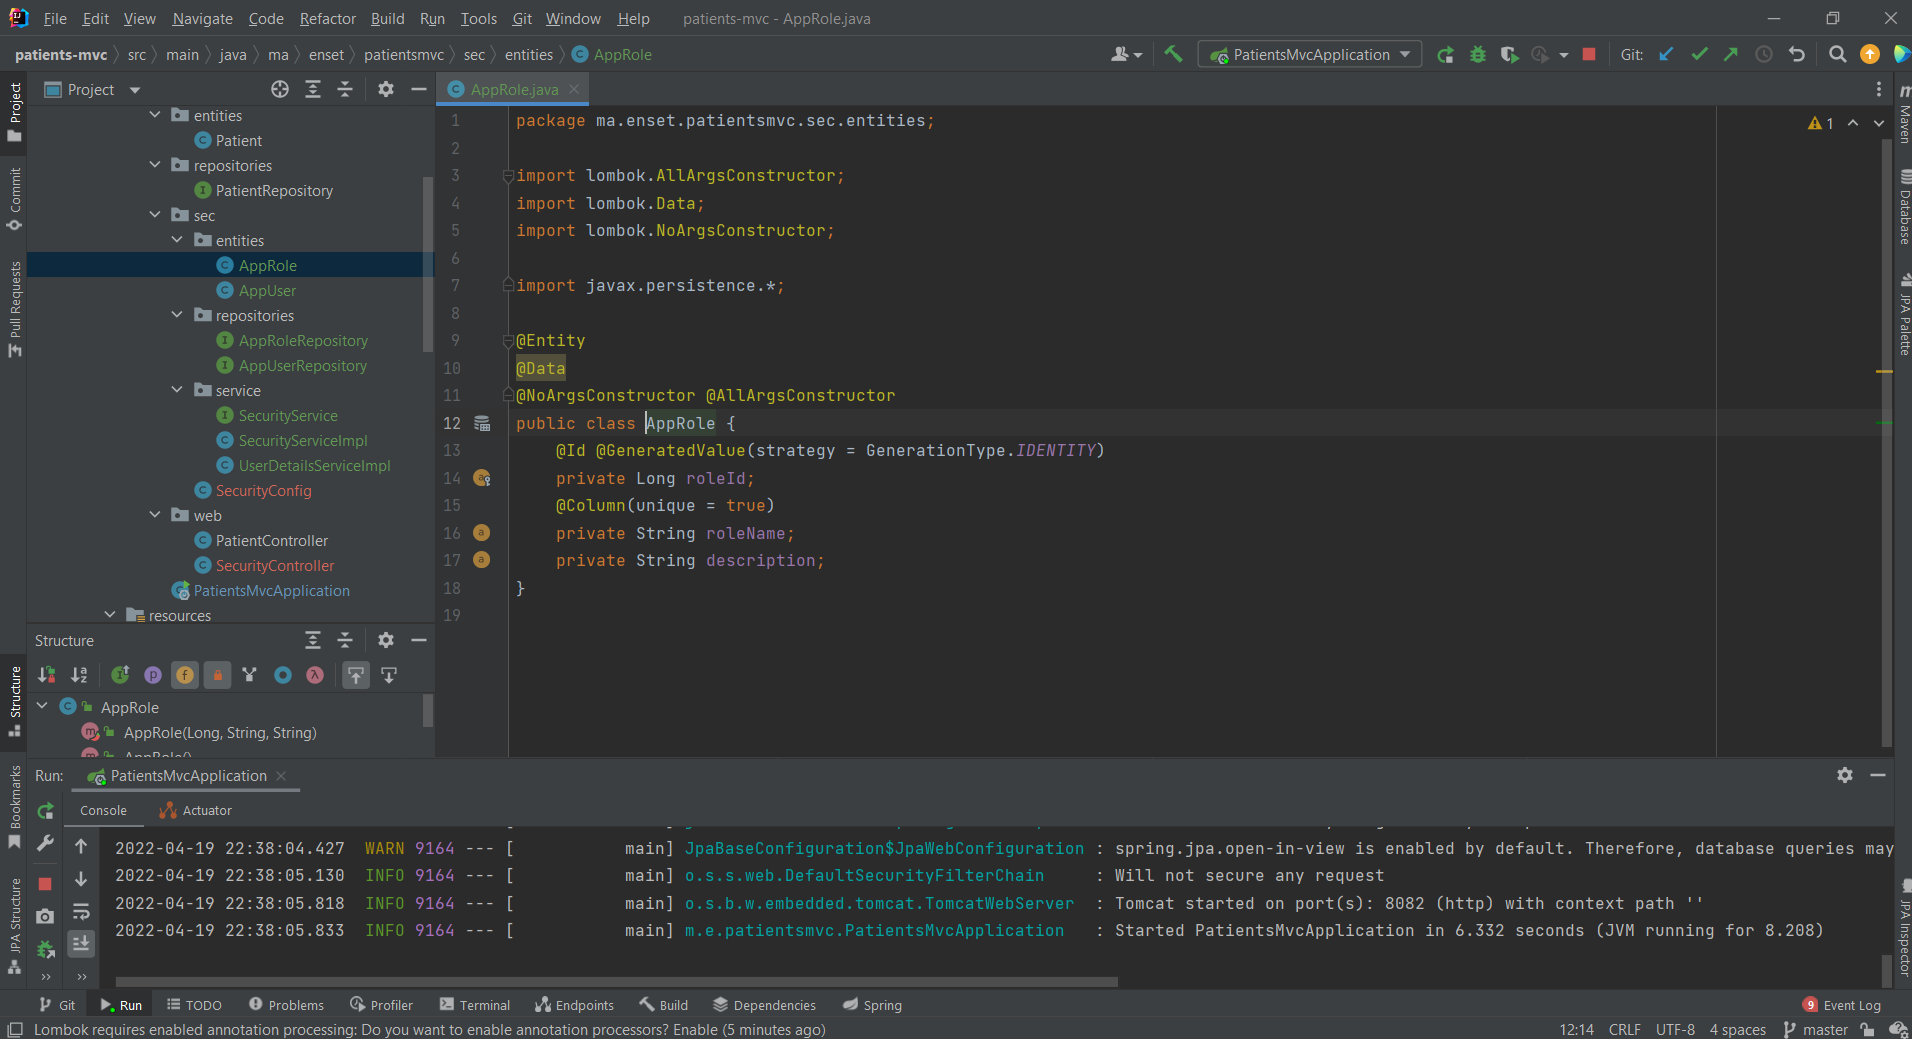 File Edit View Navigate Code Refactor Build Run Tools Git Window Help patients-mvc - AppRole.java
patients-mvc src main java ma enset patientsmvc sec entities AppRole
PatientsMvcApplication
Git:
Project
AppRole.java
entities
Patient
repositories
PatientRepository
sec
entities
AppRole
AppUser
repositories
AppRoleRepository
AppUserRepository
service
SecurityService
SecurityServiceImpl
UserDetailsServiceImpl
SecurityConfig
web
PatientController
SecurityController
PatientsMvcApplication
resources
1 package ma.enset.patientsmvc.sec.entities;
2
3 import lombok.AllArgsConstructor;
4 import lombok.Data;
5 import lombok.NoArgsConstructor;
6
7 import javax.persistence.*;
8
9 @Entity
10 @Data
11 @NoArgsConstructor @AllArgsConstructor
12 public class AppRole {
13 @Id @GeneratedValue(strategy = GenerationType.IDENTITY)
14 private Long roleId;
15 @Column(unique = true)
16 private String roleName;
17 private String description;
18 }
19
1
Structure
AppRole
AppRole(Long, String, String)
AppRole()
Project
Commit
Pull Requests
Structure
Bookmarks
JPA Structure
Maven
Database
JPA Palette
JPA Inspector
Run: PatientsMvcApplication
Console Actuator
2022-04-19 22:38:04.427 WARN 9164 --- [ main] JpaBaseConfiguration$JpaWebConfiguration : spring.jpa.open-in-view is enabled by default. Therefore, database queries may
2022-04-19 22:38:05.130 INFO 9164 --- [ main] o.s.s.web.DefaultSecurityFilterChain : Will not secure any request
2022-04-19 22:38:05.818 INFO 9164 --- [ main] o.s.b.w.embedded.tomcat.TomcatWebServer : Tomcat started on port(s): 8082 (http) with context path ''
2022-04-19 22:38:05.833 INFO 9164 --- [ main] m.e.patientsmvc.PatientsMvcApplication : Started PatientsMvcApplication in 6.332 seconds (JVM running for 8.208)
Git Run TODO Problems Profiler Terminal Endpoints Build Dependencies Spring 9 Event Log
Lombok requires enabled annotation processing: Do you want to enable annotation processors? Enable (5 minutes ago) 12:14 CRLF UTF-8 4 spaces master